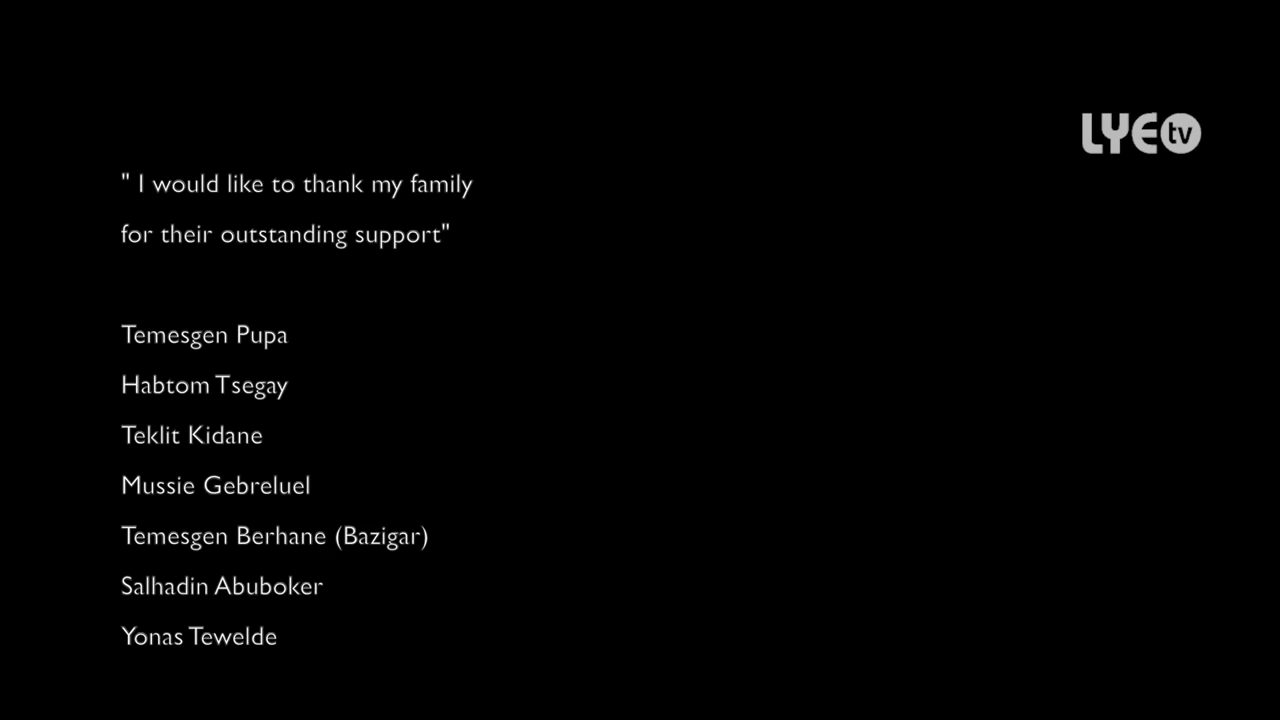 LYE tv
" I would like to thank my family
for their outstanding support"
Temesgen Pupa
Habtom Tsegay
Teklit Kidane
Mussie Gebreluel
Temesgen Berhane (Bazigar)
Salhadin Abuboker
Yonas Tewelde